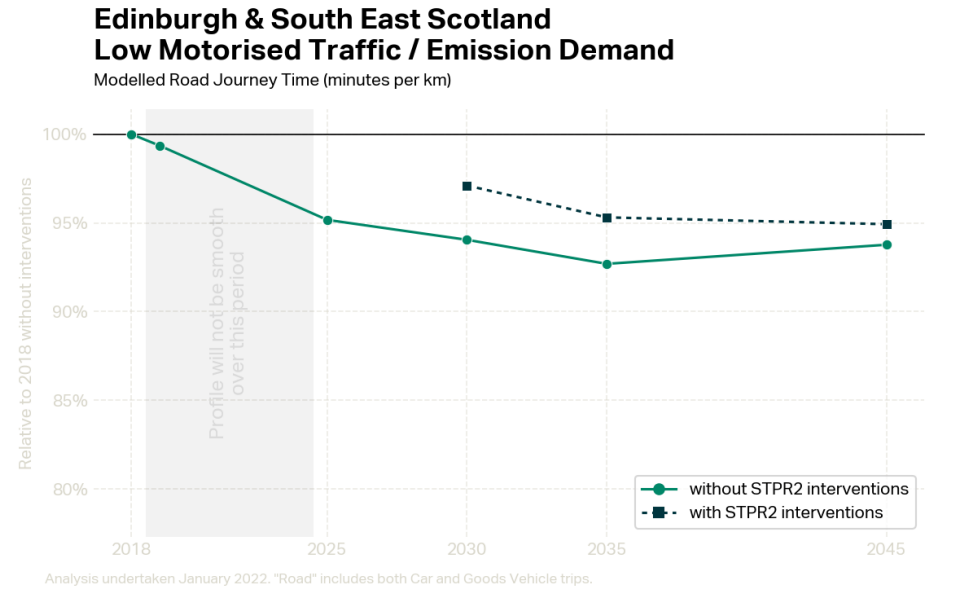 Edinburgh & South East Scotland
Low Motorised Traffic / Emission Demand
Modelled Road Journey Time (minutes per km)
100%
95%
90%
85%
80%
Relative to 2018 without interventions
Profile will not be smooth
over this period
without STPR2 interventions
with STPR2 interventions
2018
2025
2030
2035
2045
Analysis undertaken January 2022. "Road" includes both Car and Goods Vehicle trips.